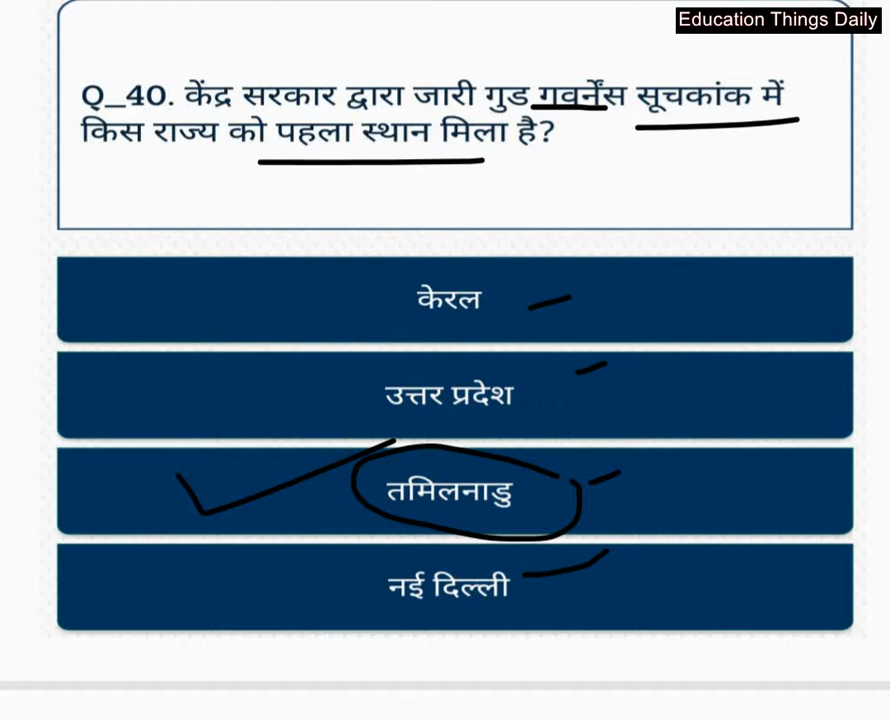 Education Things Daily
Q_40. केंद्र सरकार द्वारा जारी गुड गवर्नेंस सूचकांक में
किस राज्य को पहला स्थान मिला है?
केरल
उत्तर प्रदेश
तमिलनाडु
नई दिल्ली